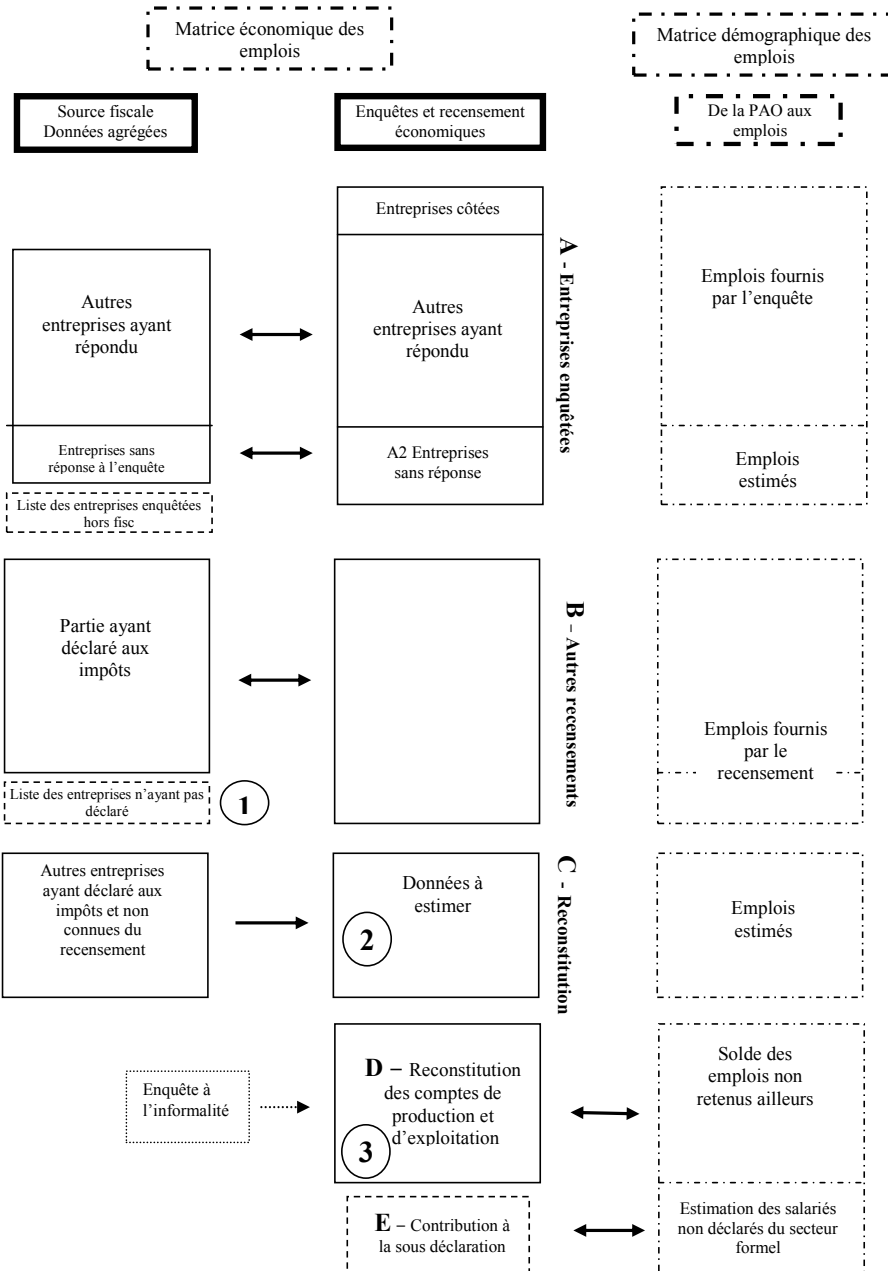 Matrice économique des
emplois
Matrice démographique des
emplois
Source fiscale
Données agrégées
Enquêtes et recensement
économiques
De la PAO aux
emplois
Entreprises côtées
Autres
entreprises ayant
répondu
Autres
entreprises ayant
répondu
A - Entreprises enquêtées
Emplois fournis
par l’enquête
Entreprises sans
réponse à l’enquête
A2 Entreprises
sans réponse
Emplois
estimés
Liste des entreprises enquêtées
hors fisc
Partie ayant
déclaré aux
impôts
B – Autres recensements
Emplois fournis
par le
recensement
Liste des entreprises n’ayant pas
déclaré
1
Autres entreprises
ayant déclaré aux
impôts et non
connues du
recensement
Données à
estimer
2
C - Reconstitution
Emplois
estimés
Enquête à
l’informalité
D – Reconstitution
des comptes de
production et
d’exploitation
3
Solde des
emplois non
retenus ailleurs
E – Contribution à
la sous déclaration
Estimation des salariés
non déclarés du secteur
formel